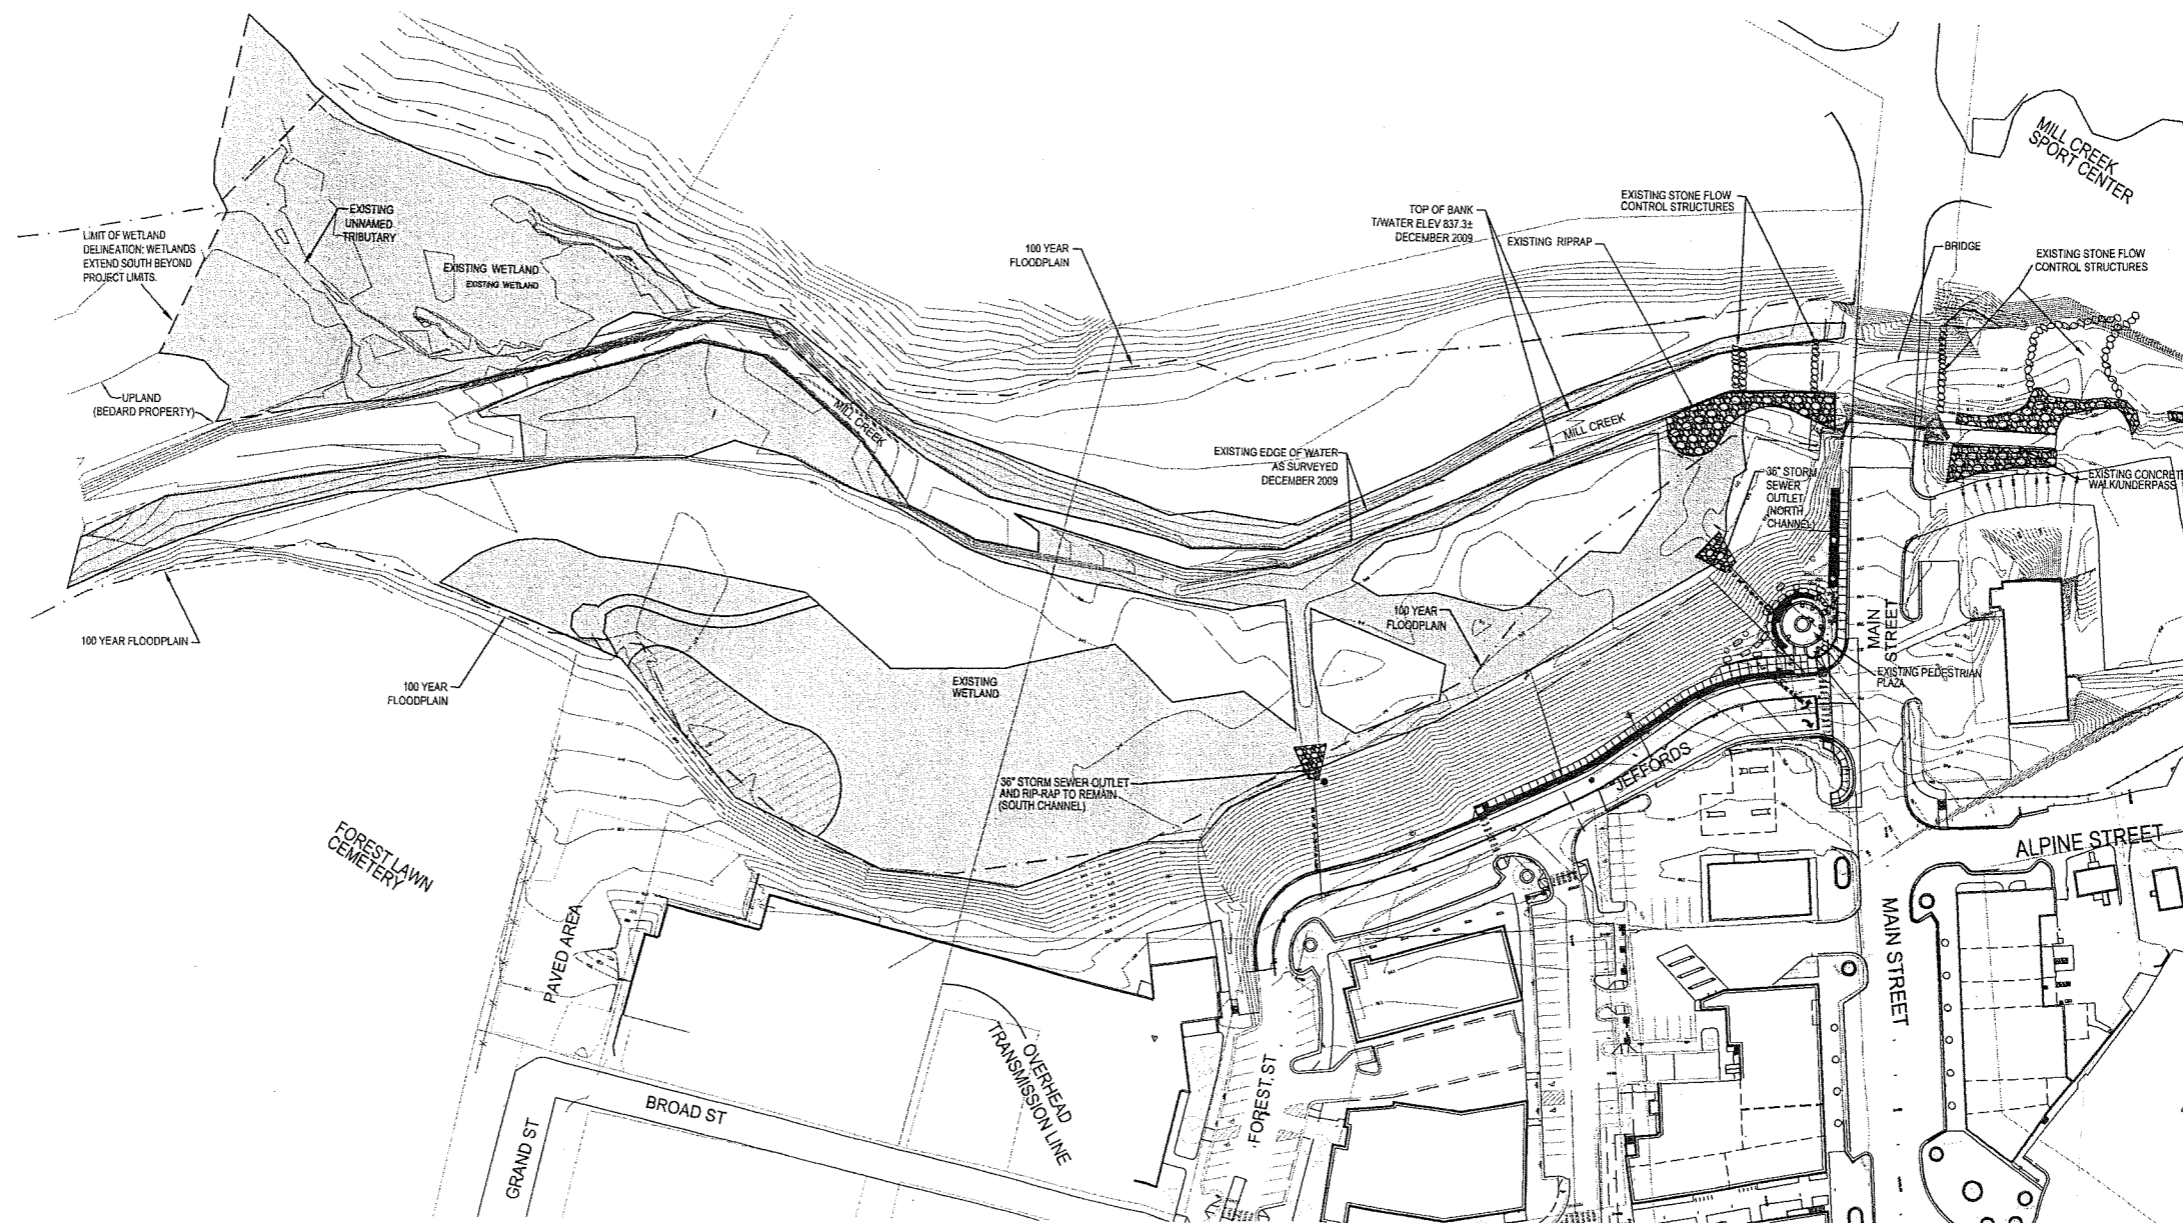 MILL CREEK
SPORT CENTER
EXISTING STONE FLOW
CONTROL STRUCTURES
TOP OF BANK
T/WATER ELEV 837.3±
DECEMBER 2009
EXISTING RIPRAP
BRIDGE
EXISTING STONE FLOW
CONTROL STRUCTURES
100 YEAR
FLOODPLAIN
EXISTING
UNNAMED
TRIBUTARY
LIMIT OF WETLAND
DELINEATION; WETLANDS
EXTEND SOUTH BEYOND
PROJECT LIMITS.
EXISTING WETLAND
EXISTING WETLAND
UPLAND
(BEDARD PROPERTY)
MILL CREEK
MILL CREEK
EXISTING EDGE OF WATER
AS SURVEYED
DECEMBER 2009
36" STORM
SEWER
OUTLET
(NORTH
CHANNEL)
EXISTING CONCRETE
WALK/UNDERPASS
100 YEAR FLOODPLAIN
100 YEAR
FLOODPLAIN
MAIN
STREET
EXISTING PEDESTRIAN
PLAZA
100 YEAR
FLOODPLAIN
EXISTING
WETLAND
36" STORM SEWER OUTLET
AND RIP-RAP TO REMAIN
(SOUTH CHANNEL)
JEFFORDS
ALPINE STREET
FOREST LAWN
CEMETERY
PAVED AREA
MAIN STREET
OVERHEAD
TRANSMISSION LINE
FOREST ST
BROAD ST
GRAND ST